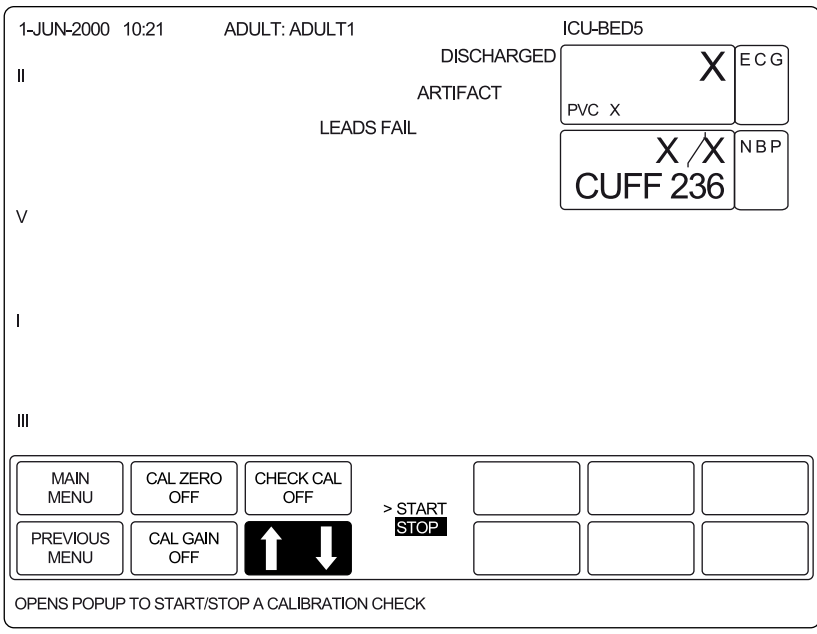 1-JUN-2000 10:21 ADULT: ADULT1 ICU-BED5
DISCHARGED
II
ARTIFACT
LEADS FAIL
X ECG
PVC X
X/X NBP
CUFF 236
V
I
III
MAIN MENU
CAL ZERO OFF
CHECK CAL OFF
> START
STOP
PREVIOUS MENU
CAL GAIN OFF
OPENS POPUP TO START/STOP A CALIBRATION CHECK